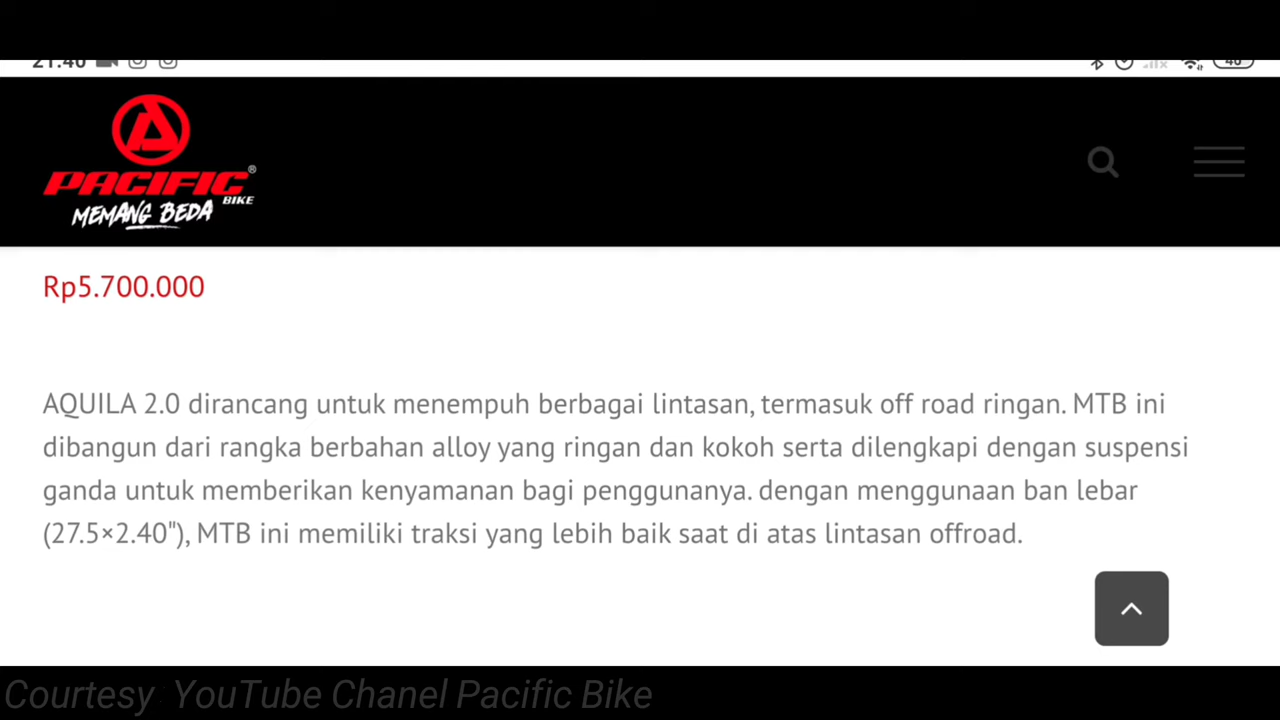 21:40
46
PACIFIC®
BIKE
MEMANG BEDA
Rp5.700.000
AQUILA 2.0 dirancang untuk menempuh berbagai lintasan, termasuk off road ringan. MTB ini
dibangun dari rangka berbahan alloy yang ringan dan kokoh serta dilengkapi dengan suspensi
ganda untuk memberikan kenyamanan bagi penggunanya. dengan menggunaan ban lebar
(27.5×2.40"), MTB ini memiliki traksi yang lebih baik saat di atas lintasan offroad.
Courtesy : YouTube Chanel Pacific Bike